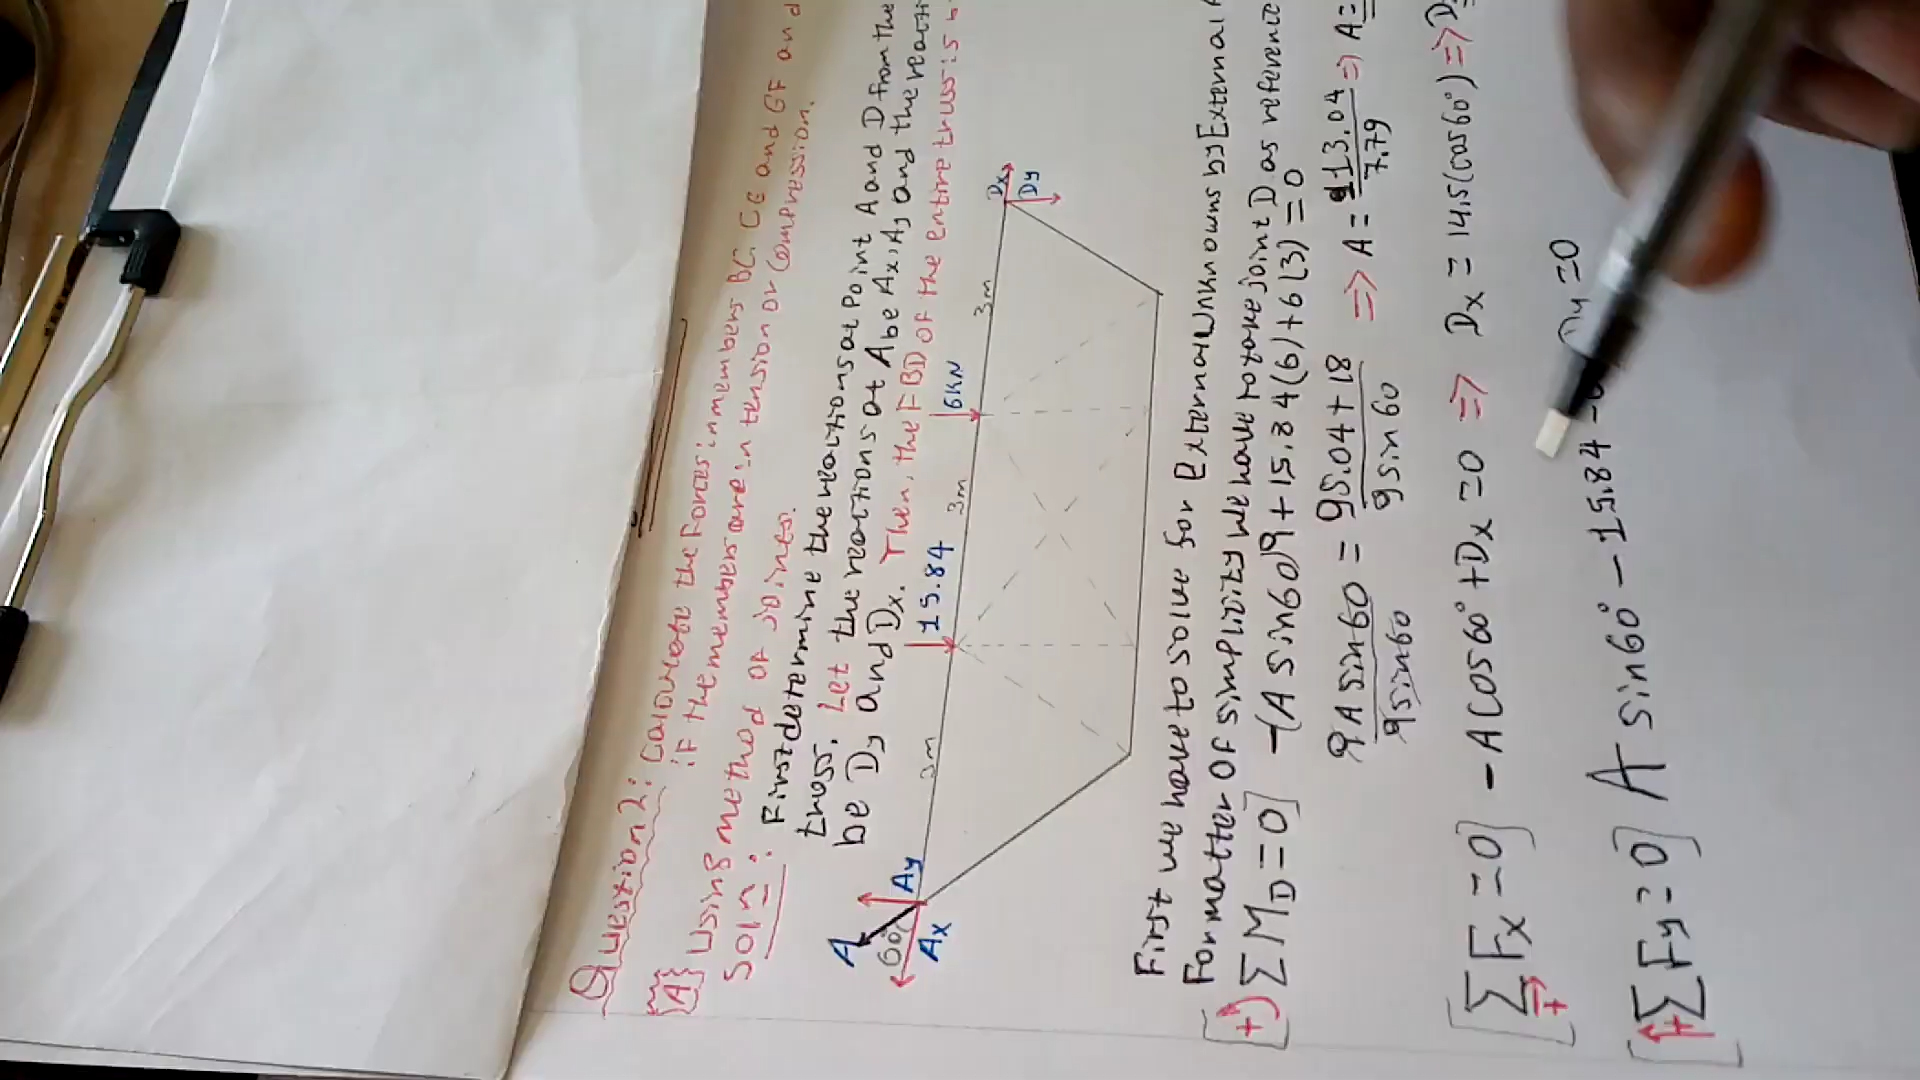 Question 2: Calculate the Forces in members BC, CG and GF and
if the members are in tension or Compression.
{A} Using method of joints.
Soln: First determine the reactions at Point A and D from the
truss. Let the reactions at A be Ax, Ay and the reacti
be Dy and Dx. Then, the FBD of the entire truss is
A
60°
Ay
Ax
3m
15.84
3m
6kN
3m
Dx
Dy
First we have to solve for External unknowns by External
For matter of simplicity we have to take joint D as reference
[+) ΣM_D=0] -(A sin60)9+15.84(6)+6(3)=0
9A sin60/9 sin60 = 95.04+18/9 sin60 => A = 113.04/7.79 => A=
[ΣFx=0] -A cos60°+Dx=0 => Dx = 14.5(cos60°) => D
+
[+ΣFy=0] A sin60°-15.84- Dy=0